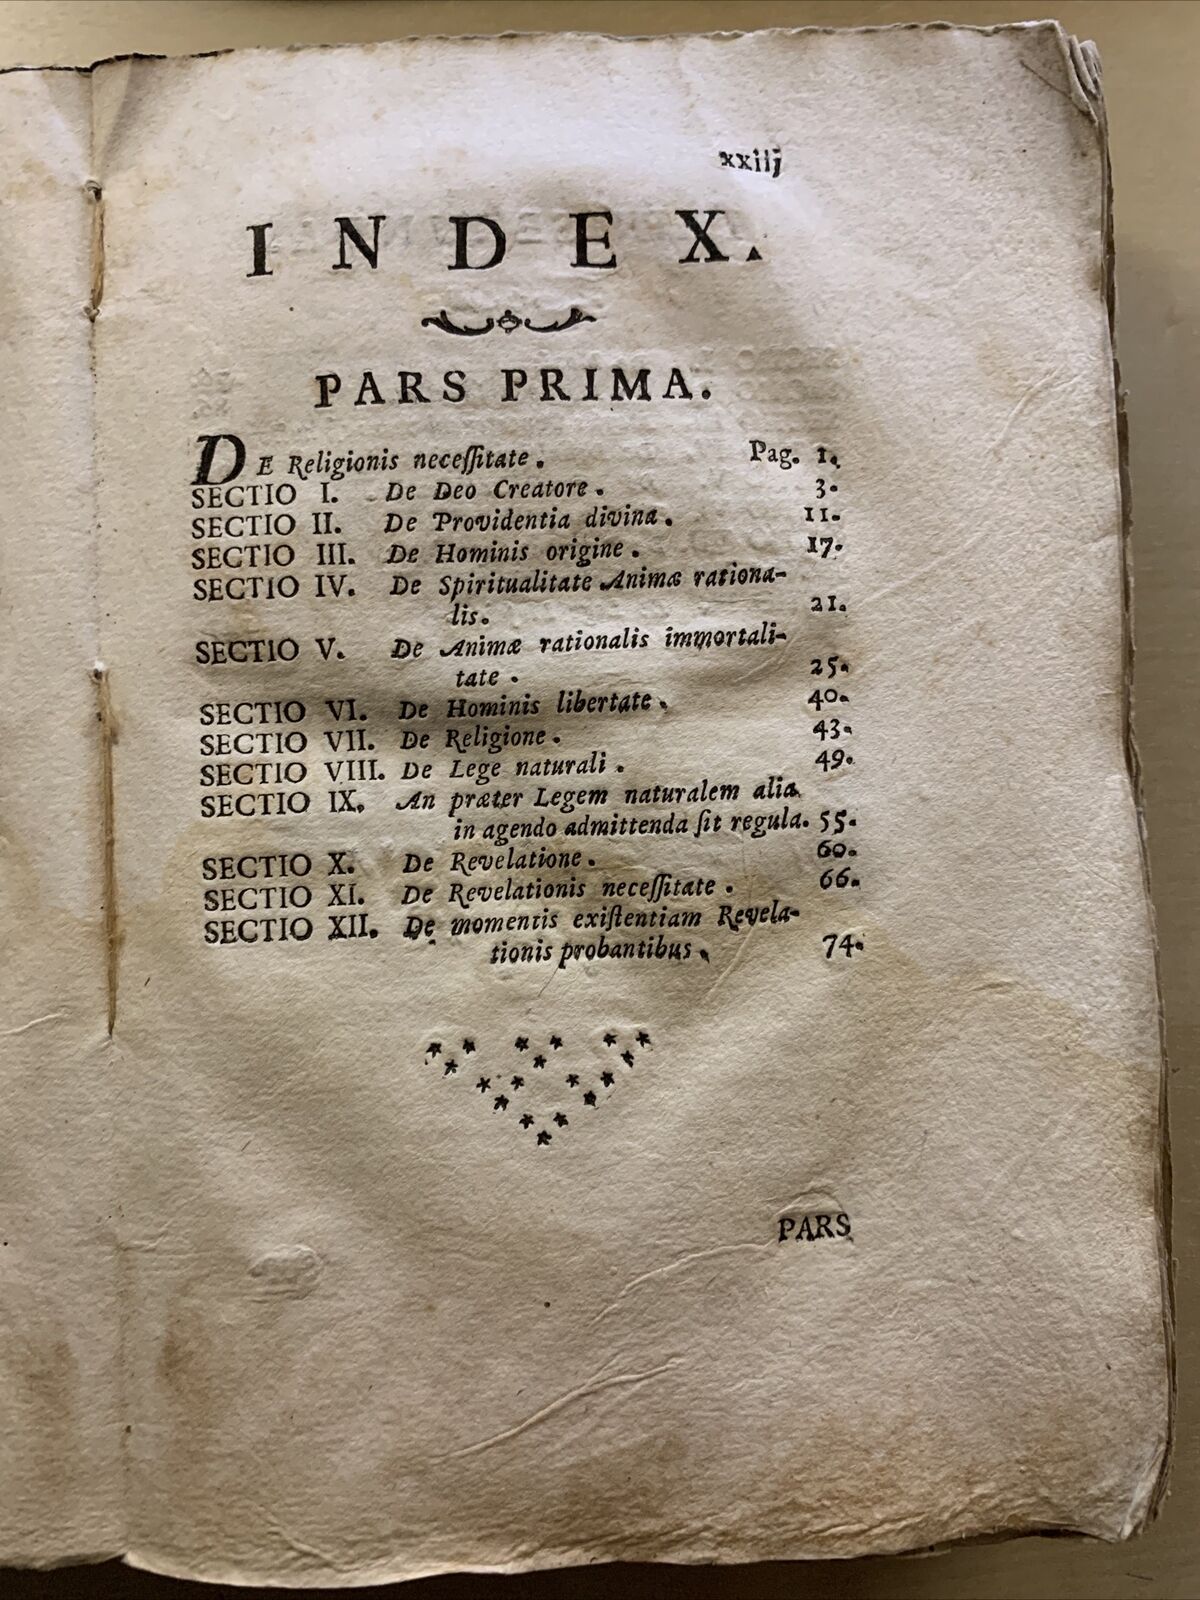 xxiij
INDEX.
PARS PRIMA.
DE Religionis neceſſitate. Pag. 1.
SECTIO I. De Deo Creatore. 3.
SECTIO II. De Providentia divina. 11.
SECTIO III. De Hominis origine. 17.
SECTIO IV. De Spiritualitate Animæ rationa-
lis. 21.
SECTIO V. De Animæ rationalis immortali-
tate. 25.
SECTIO VI. De Hominis libertate. 40.
SECTIO VII. De Religione. 43.
SECTIO VIII. De Lege naturali. 49.
SECTIO IX. An præter Legem naturalem alia
in agendo admittenda ſit regula. 55.
SECTIO X. De Revelatione. 60.
SECTIO XI. De Revelationis neceſſitate. 66.
SECTIO XII. De momentis exiſtentiam Revela-
tionis probantibus. 74.
PARS